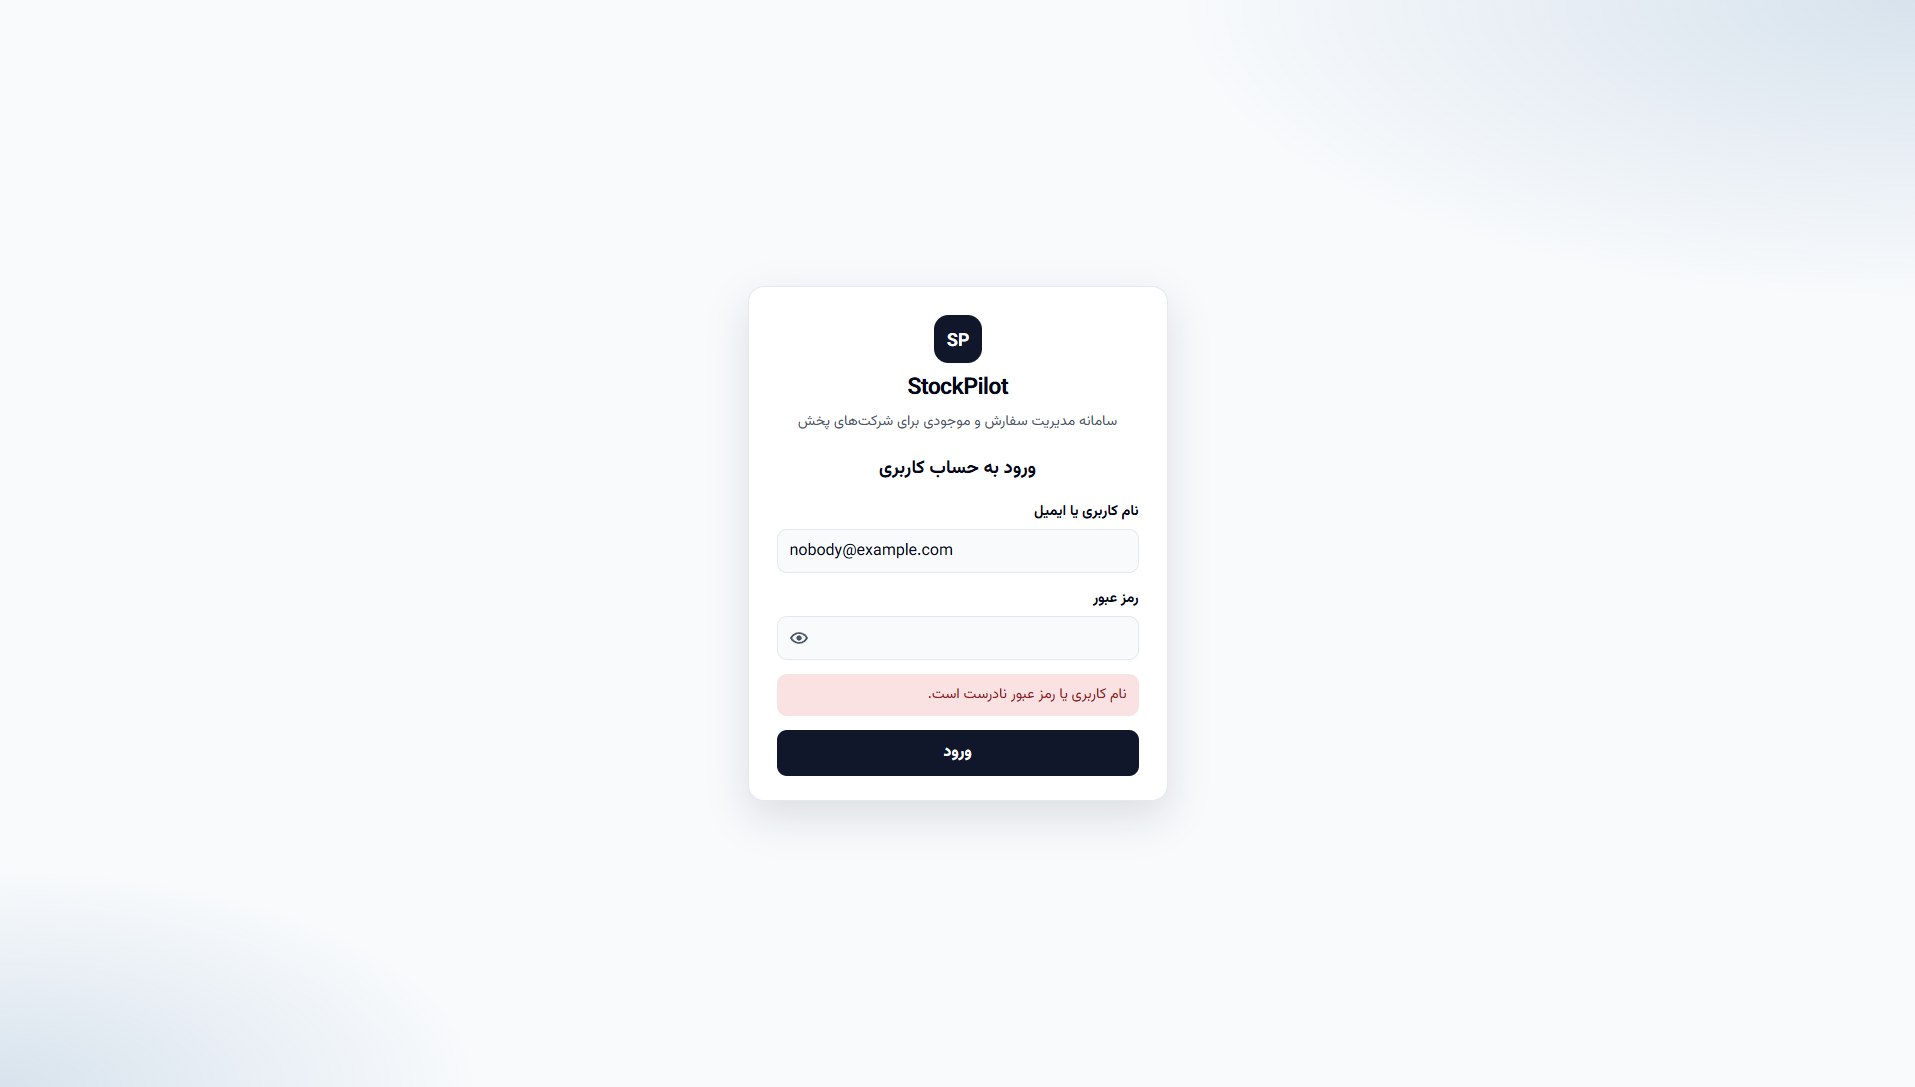 SP
StockPilot
سامانه مدیریت سفارش و موجودی برای شرکت‌های پخش
ورود به حساب کاربری
نام کاربری یا ایمیل
nobody@example.com
رمز عبور
نام کاربری یا رمز عبور نادرست است.
ورود